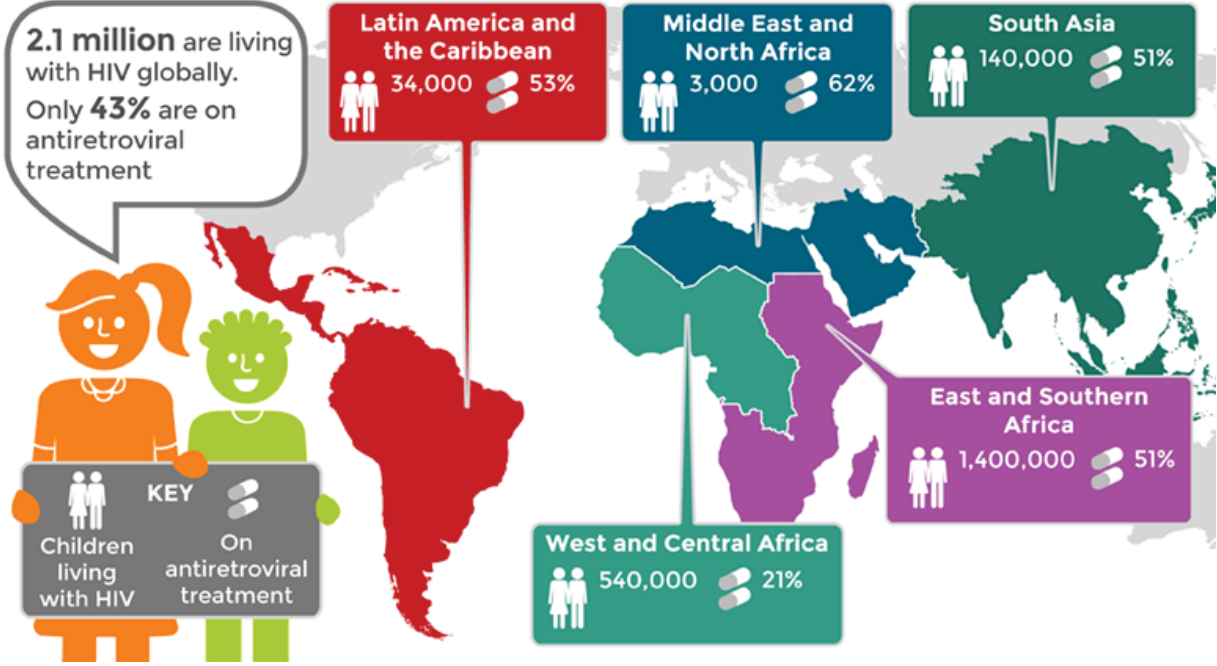 2.1 million are living
with HIV globally.
Only 43% are on
antiretroviral
treatment
Latin America and
the Caribbean
34,000 53%
Middle East and
North Africa
3,000 62%
South Asia
140,000 51%
East and Southern
Africa
1,400,000 51%
West and Central Africa
540,000 21%
KEY
Children
living
with HIV
On
antiretroviral
treatment